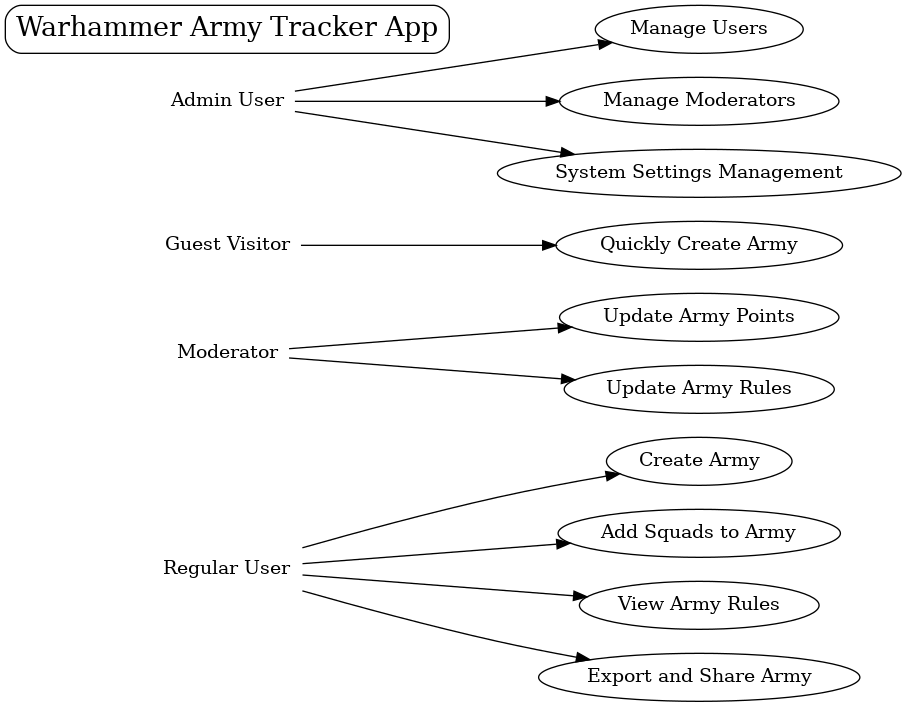 Warhammer Army Tracker App
Manage Users
Admin User
Manage Moderators
System Settings Management
Guest Visitor
Quickly Create Army
Update Army Points
Moderator
Update Army Rules
Create Army
Add Squads to Army
Regular User
View Army Rules
Export and Share Army